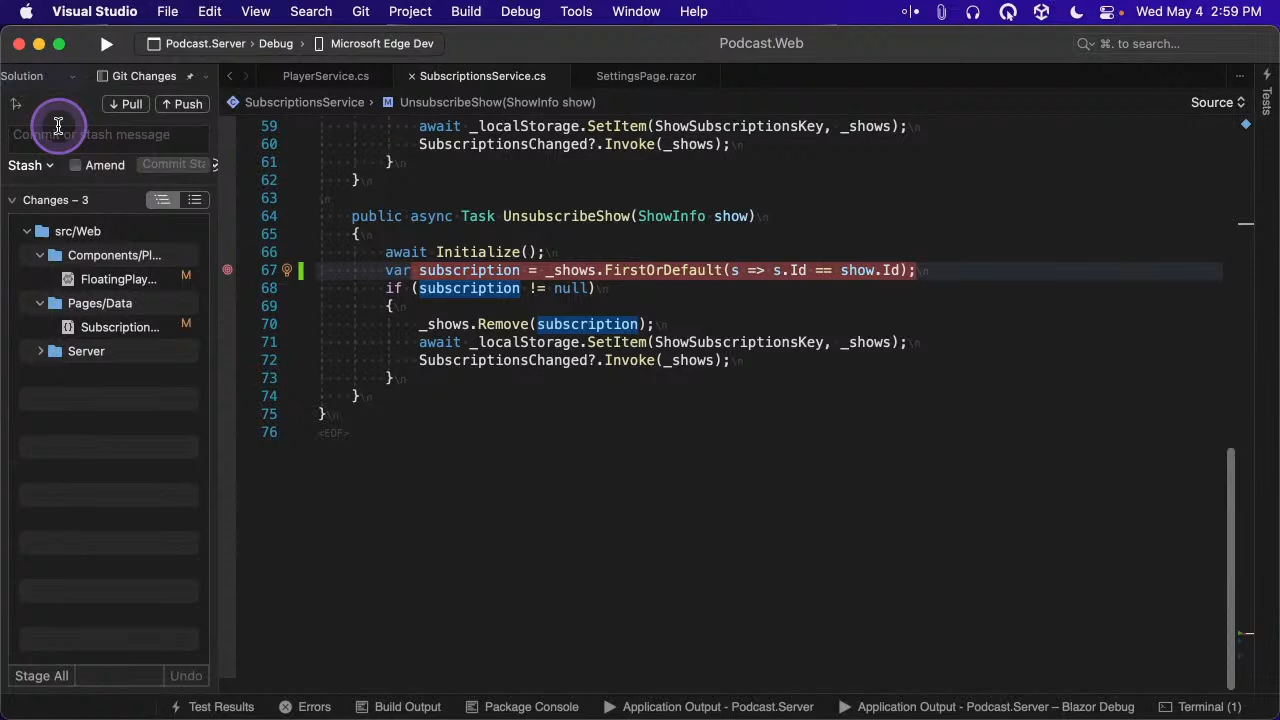 Visual Studio File Edit View Search Git Project Build Debug Tools Window Help Wed May 4 2:59 PM
Podcast.Server › Debug › Microsoft Edge Dev Podcast.Web ⌘. to search...
Solution Git Changes PlayerService.cs × SubscriptionsService.cs SettingsPage.razor ...
↓ Pull ↑ Push SubscriptionsService › M UnsubscribeShow(ShowInfo show) Source
Tests
message
Stash Amend Commit Sta
Changes – 3
src/Web
Components/Pl...
FloatingPlay... M
Pages/Data
{} Subscription... M
Server
Stage All Undo
59 await _localStorage.SetItem(ShowSubscriptionsKey, _shows);\n
60 SubscriptionsChanged?.Invoke(_shows);\n
61 }\n
62 }\n
63 \n
64 public async Task UnsubscribeShow(ShowInfo show)\n
65 {\n
66 await Initialize();\n
67 var subscription = _shows.FirstOrDefault(s => s.Id == show.Id);\n
68 if (subscription != null)\n
69 {\n
70 _shows.Remove(subscription);\n
71 await _localStorage.SetItem(ShowSubscriptionsKey, _shows);\n
72 SubscriptionsChanged?.Invoke(_shows);\n
73 }\n
74 }\n
75 }\n
76 <EOF>
Test Results Errors Build Output Package Console Application Output - Podcast.Server Application Output - Podcast.Server – Blazor Debug Terminal (1)